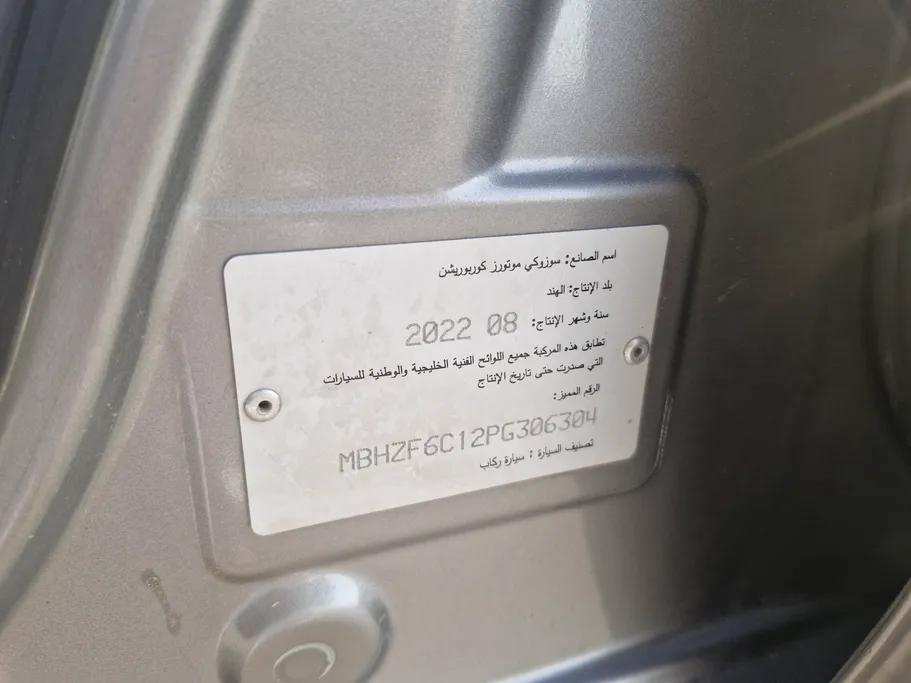 اسم الصانع: سوزوكي موتورز كوربوريشن
بلد الإنتاج: الهند
سنة وشهر الإنتاج: 2022 08
تطابق هذه المركبة جميع اللوائح الفنية الخليجية والوطنية للسيارات
التي صدرت حتى تاريخ الإنتاج
الرقم المميز:
MBHZF6C12PG306304
تصنيف السيارة : سيارة ركاب